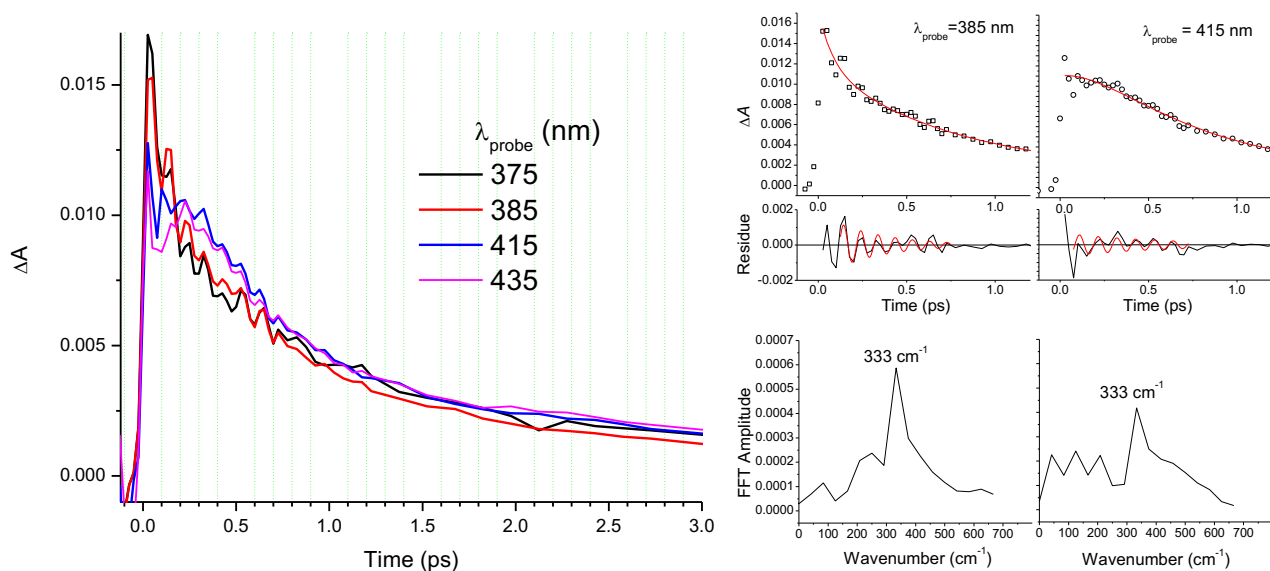 ΔA
0.015
0.010
0.005
0.000
0.0 0.5 1.0 1.5 2.0 2.5 3.0
Time (ps)
λprobe (nm)
375
385
415
435
λprobe=385 nm
λprobe = 415 nm
ΔA
0.016
0.014
0.012
0.010
0.008
0.006
0.004
0.002
0.000
0.0 0.5 1.0
0.0 0.5 1.0
Residue
0.002
0.000
-0.002
0.0 0.5 1.0
0.0 0.5 1.0
Time (ps)
Time (ps)
FFT Amplitude
0.0007
0.0006
0.0005
0.0004
0.0003
0.0002
0.0001
0.0000
333 cm-1
333 cm-1
0 100 200 300 400 500 600 700
0 100 200 300 400 500 600 700
Wavenumber (cm-1)
Wavenumber (cm-1)